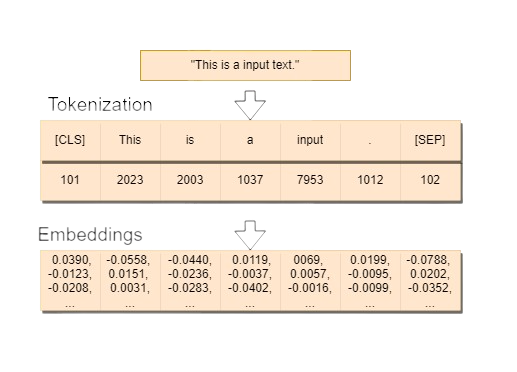 "This is a input text."
Tokenization
[CLS] This is a input . [SEP]
101 2023 2003 1037 7953 1012 102
Embeddings
0.0390, -0.0558, -0.0440, 0.0119, 0069, 0.0199, -0.0788,
-0.0123, 0.0151, -0.0236, -0.0037, 0.0057, -0.0095, 0.0202,
-0.0208, 0.0031, -0.0283, -0.0402, -0.0016, -0.0099, -0.0352,
... ... ... ... ... ... ...